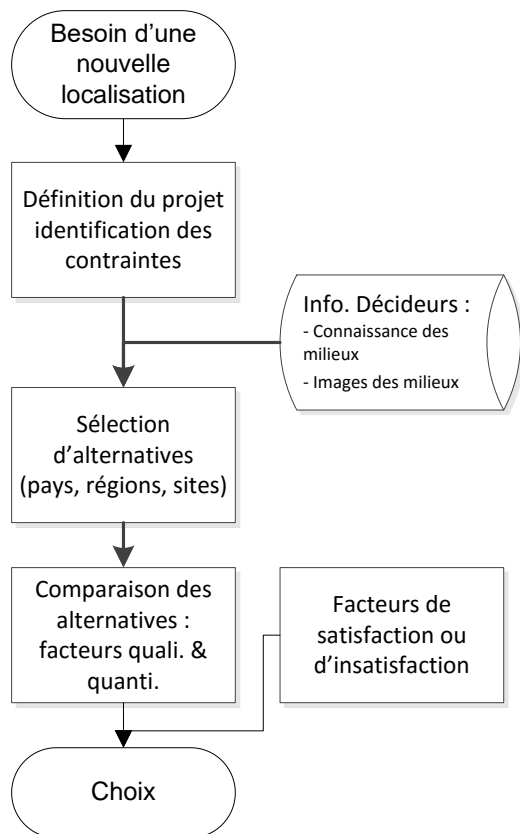 Besoin d’une
nouvelle
localisation
Définition du projet
identification des
contraintes
Info. Décideurs :
- Connaissance des
milieux
- Images des milieux
Sélection
d’alternatives
(pays, régions, sites)
Comparaison des
alternatives :
facteurs quali. &
quanti.
Facteurs de
satisfaction ou
d’insatisfaction
Choix